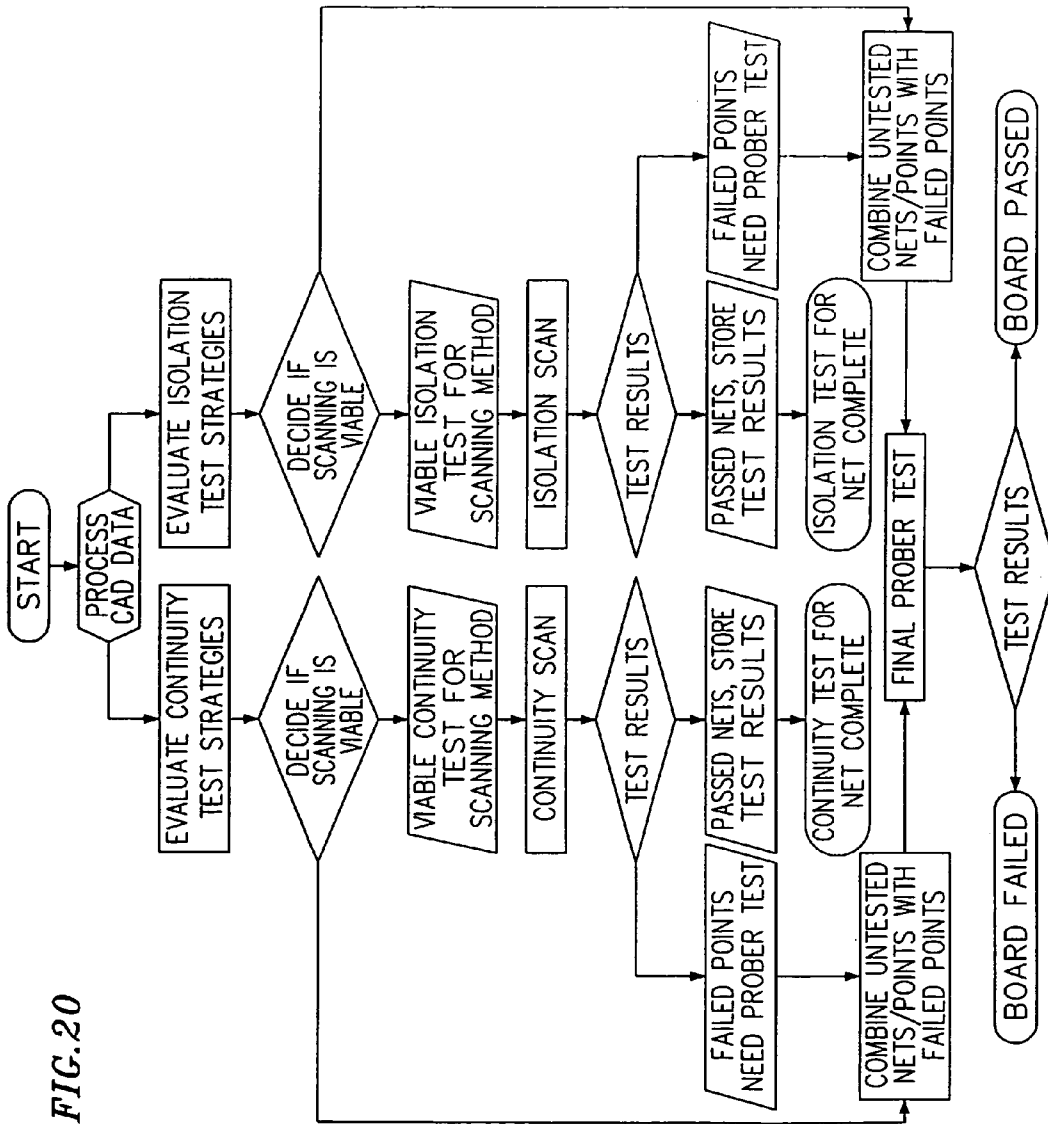 FIG.20
START
PROCESS
CAD DATA
EVALUATE CONTINUITY
TEST STRATEGIES
EVALUATE ISOLATION
TEST STRATEGIES
DECIDE IF
SCANNING IS
VIABLE
DECIDE IF
SCANNING IS
VIABLE
VIABLE CONTINUITY
TEST FOR
SCANNING METHOD
VIABLE ISOLATION
TEST FOR
SCANNING METHOD
CONTINUITY SCAN
ISOLATION SCAN
TEST RESULTS
TEST RESULTS
FAILED POINTS
NEED PROBER TEST
PASSED NETS, STORE
TEST RESULTS
PASSED NETS, STORE
TEST RESULTS
FAILED POINTS
NEED PROBER TEST
CONTINUITY TEST FOR
NET COMPLETE
ISOLATION TEST FOR
NET COMPLETE
COMBINE UNTESTED
NETS/POINTS WITH
FAILED POINTS
FINAL PROBER TEST
COMBINE UNTESTED
NETS/POINTS WITH
FAILED POINTS
TEST RESULTS
BOARD FAILED
BOARD PASSED